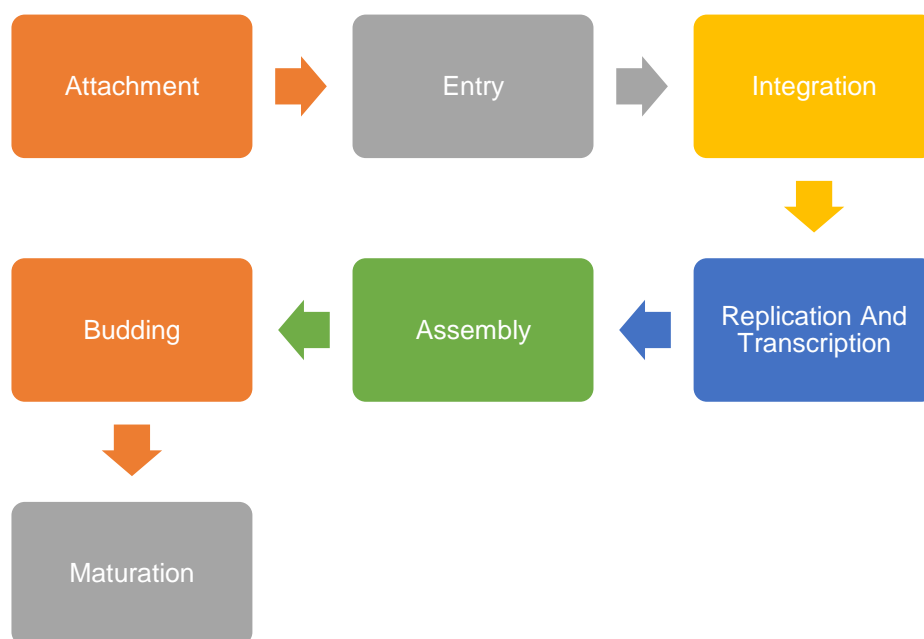 Attachment
Entry
Integration
Replication And
Transcription
Assembly
Budding
Maturation